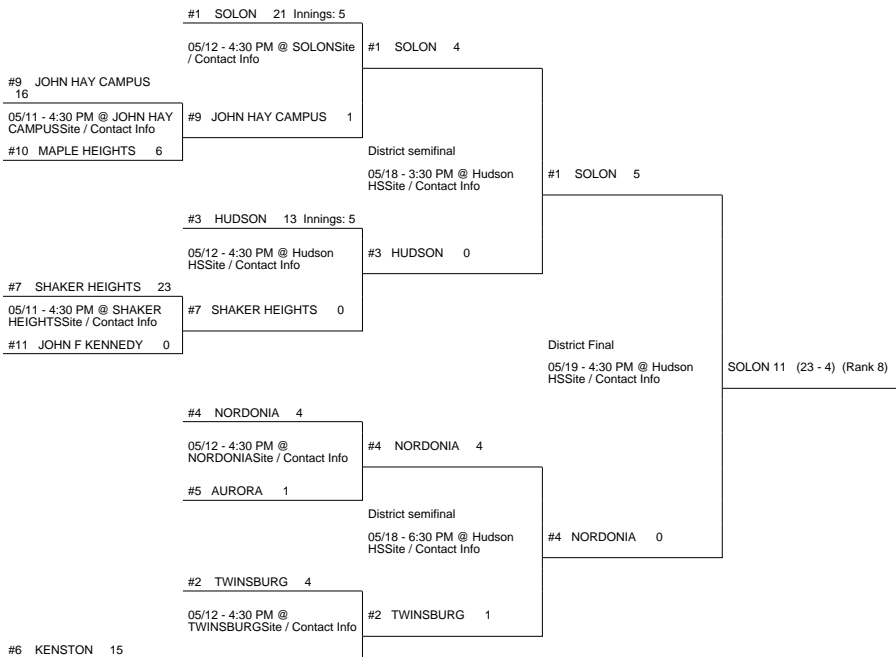 #1 SOLON 21 Innings: 5
05/12 - 4:30 PM @ SOLONSite
/ Contact Info
#1 SOLON 4
#9 JOHN HAY CAMPUS
16
05/11 - 4:30 PM @ JOHN HAY
CAMPUSSite / Contact Info
#9 JOHN HAY CAMPUS 1
#10 MAPLE HEIGHTS 6
District semifinal
05/18 - 3:30 PM @ Hudson
HSSite / Contact Info
#1 SOLON 5
#3 HUDSON 13 Innings: 5
05/12 - 4:30 PM @ Hudson
HSSite / Contact Info
#3 HUDSON 0
#7 SHAKER HEIGHTS 23
05/11 - 4:30 PM @ SHAKER
HEIGHTSSite / Contact Info
#7 SHAKER HEIGHTS 0
#11 JOHN F KENNEDY 0
District Final
05/19 - 4:30 PM @ Hudson
HSSite / Contact Info
SOLON 11 (23 - 4) (Rank 8)
#4 NORDONIA 4
05/12 - 4:30 PM @
NORDONIASite / Contact Info
#4 NORDONIA 4
#5 AURORA 1
District semifinal
05/18 - 6:30 PM @ Hudson
HSSite / Contact Info
#4 NORDONIA 0
#2 TWINSBURG 4
05/12 - 4:30 PM @
TWINSBURGSite / Contact Info
#2 TWINSBURG 1
#6 KENSTON 15